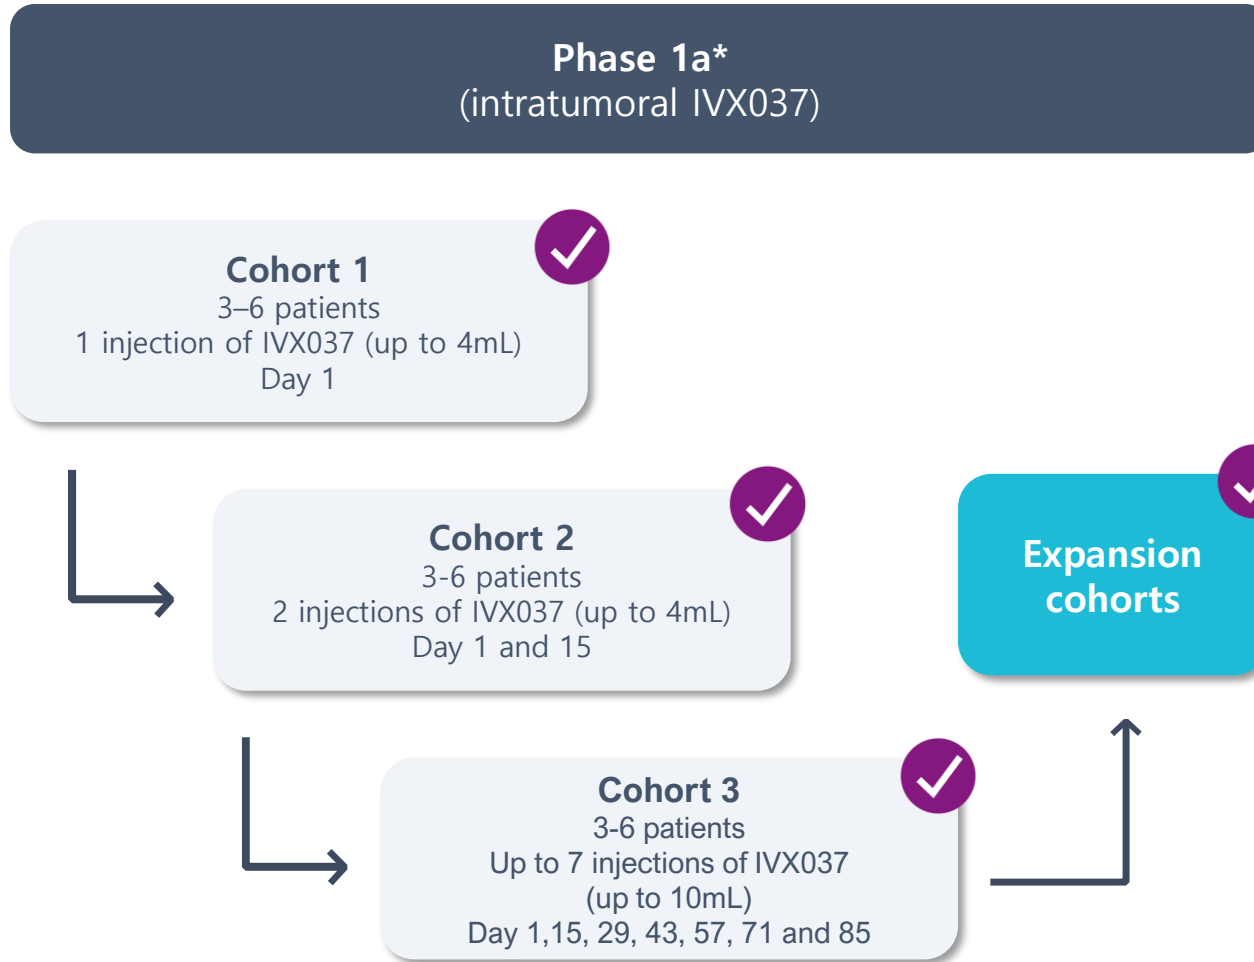 Phase 1a*
(intratumoral IVX037)
Cohort 1
3–6 patients
1 injection of IVX037 (up to 4mL)
Day 1
Cohort 2
3-6 patients
2 injections of IVX037 (up to 4mL)
Day 1 and 15
Expansion
cohorts
Cohort 3
3-6 patients
Up to 7 injections of IVX037
(up to 10mL)
Day 1,15, 29, 43, 57, 71 and 85